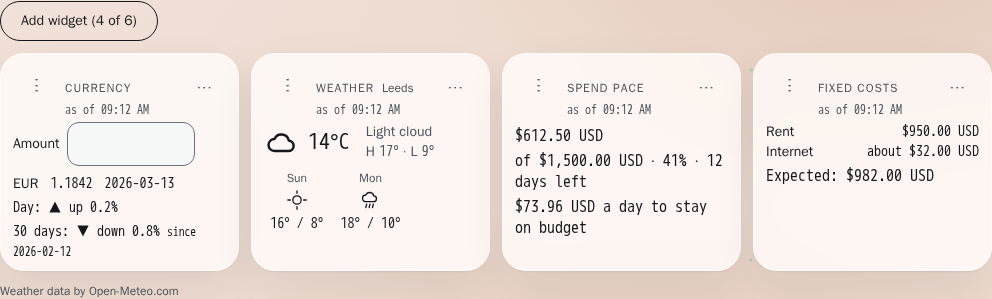 Add widget (4 of 6)
CURRENCY
as of 09:12 AM
Amount
EUR 1.1842 2026-03-13
Day: ▲ up 0.2%
30 days: ▼ down 0.8% since
2026-02-12
WEATHER Leeds
as of 09:12 AM
14°C
Light cloud
H 17° · L 9°
Sun Mon
16° / 8° 18° / 10°
SPEND PACE
as of 09:12 AM
$612.50 USD
of $1,500.00 USD · 41% · 12
days left
$73.96 USD a day to stay
on budget
FIXED COSTS
as of 09:12 AM
Rent $950.00 USD
Internet about $32.00 USD
Expected: $982.00 USD
Weather data by Open-Meteo.com